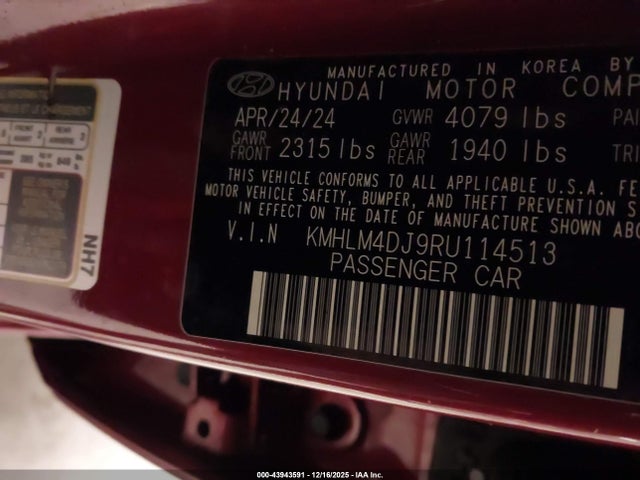 MANUFACTURED IN KOREA BY
HYUNDAI MOTOR COMP
APR/24/24 GVWR 4079 lbs PAI
GAWR FRONT 2315 lbs GAWR REAR 1940 lbs TRI
THIS VEHICLE CONFORMS TO ALL APPLICABLE U.S.A. FE
MOTOR VEHICLE SAFETY, BUMPER, AND THEFT PREVENTION S
IN EFFECT ON THE DATE OF MANUFACTURE SHOWN ABO
V.I.N KMHLM4DJ9RU114513
PASSENGER CAR
NH7
000-43943591 - 12/16/2025 - IAA Inc.